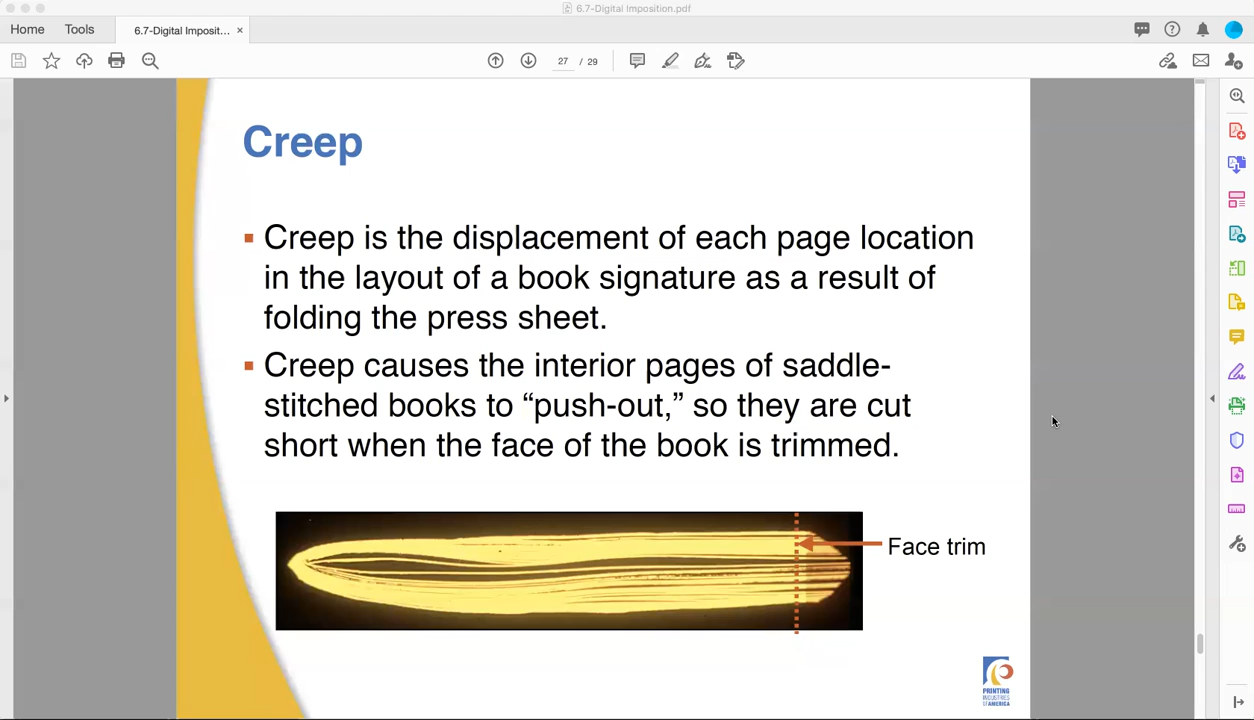 6.7-Digital Imposition.pdf
Home
Tools
6.7-Digital Imposit...
27 / 29
Creep
Creep is the displacement of each page location
in the layout of a book signature as a result of
folding the press sheet.
Creep causes the interior pages of saddle-
stitched books to “push-out,” so they are cut
short when the face of the book is trimmed.
Face trim
PRINTING
INDUSTRIES
OF AMERICA